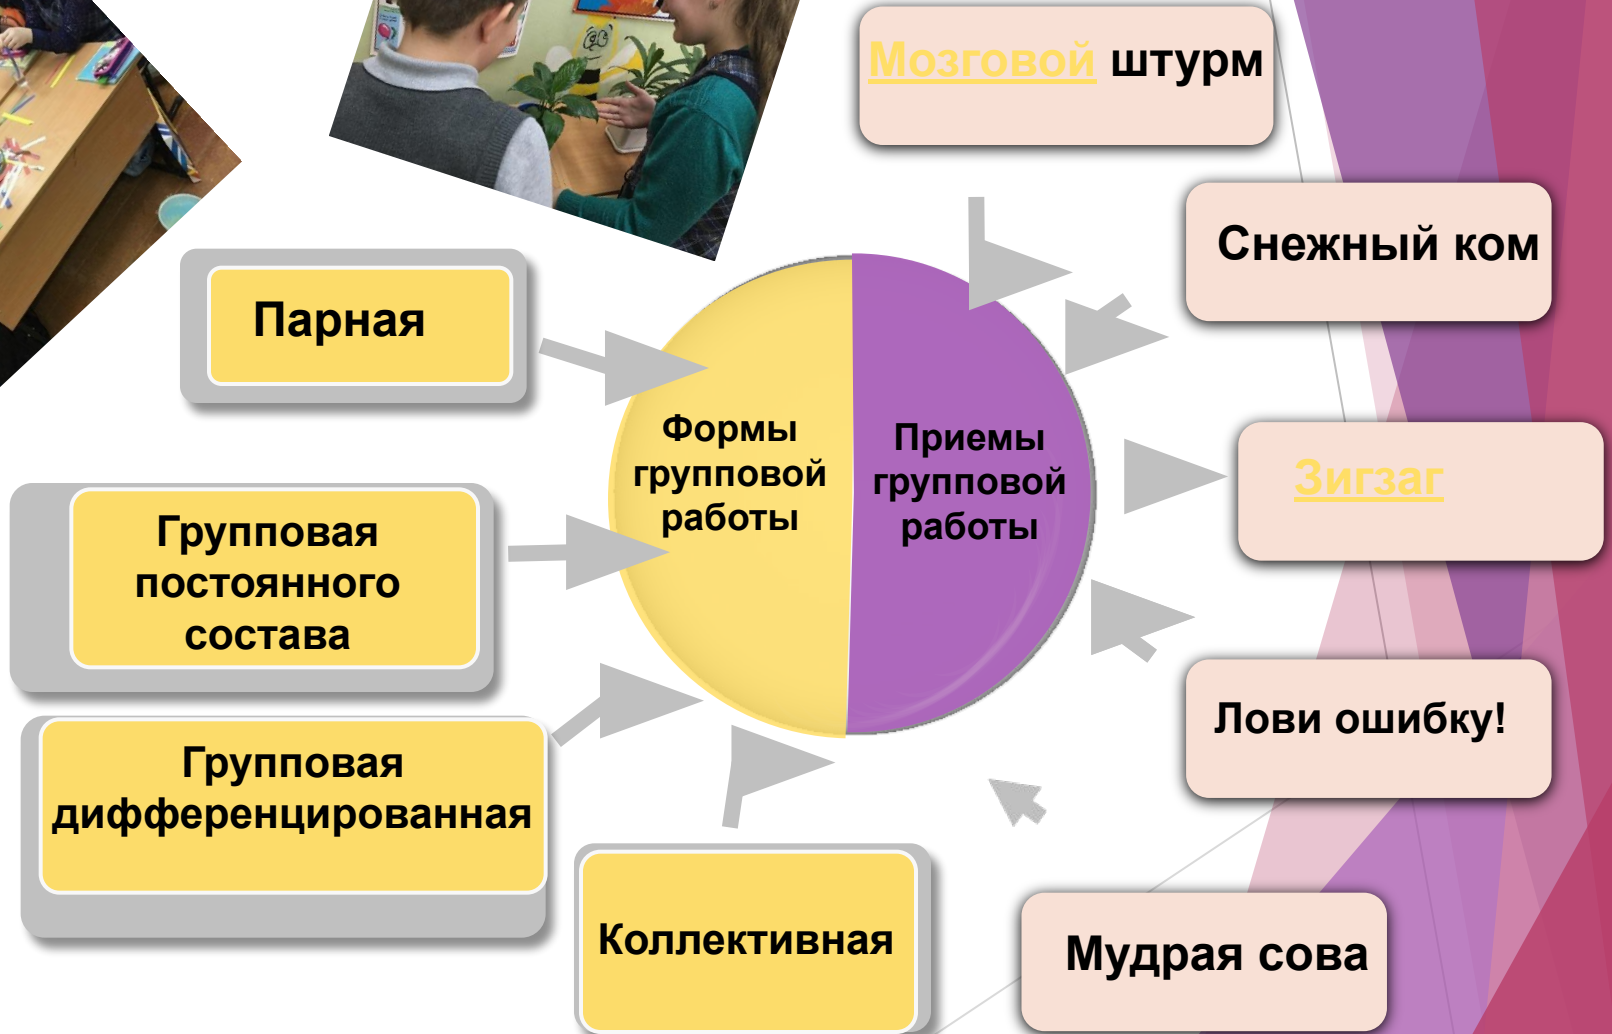 Мозговой штурм
Снежный ком
Парная
Формы
групповой
работы
Приемы
групповой
работы
Зигзаг
Групповая
постоянного
состава
Лови ошибку!
Групповая
дифференцированная
Коллективная
Мудрая сова